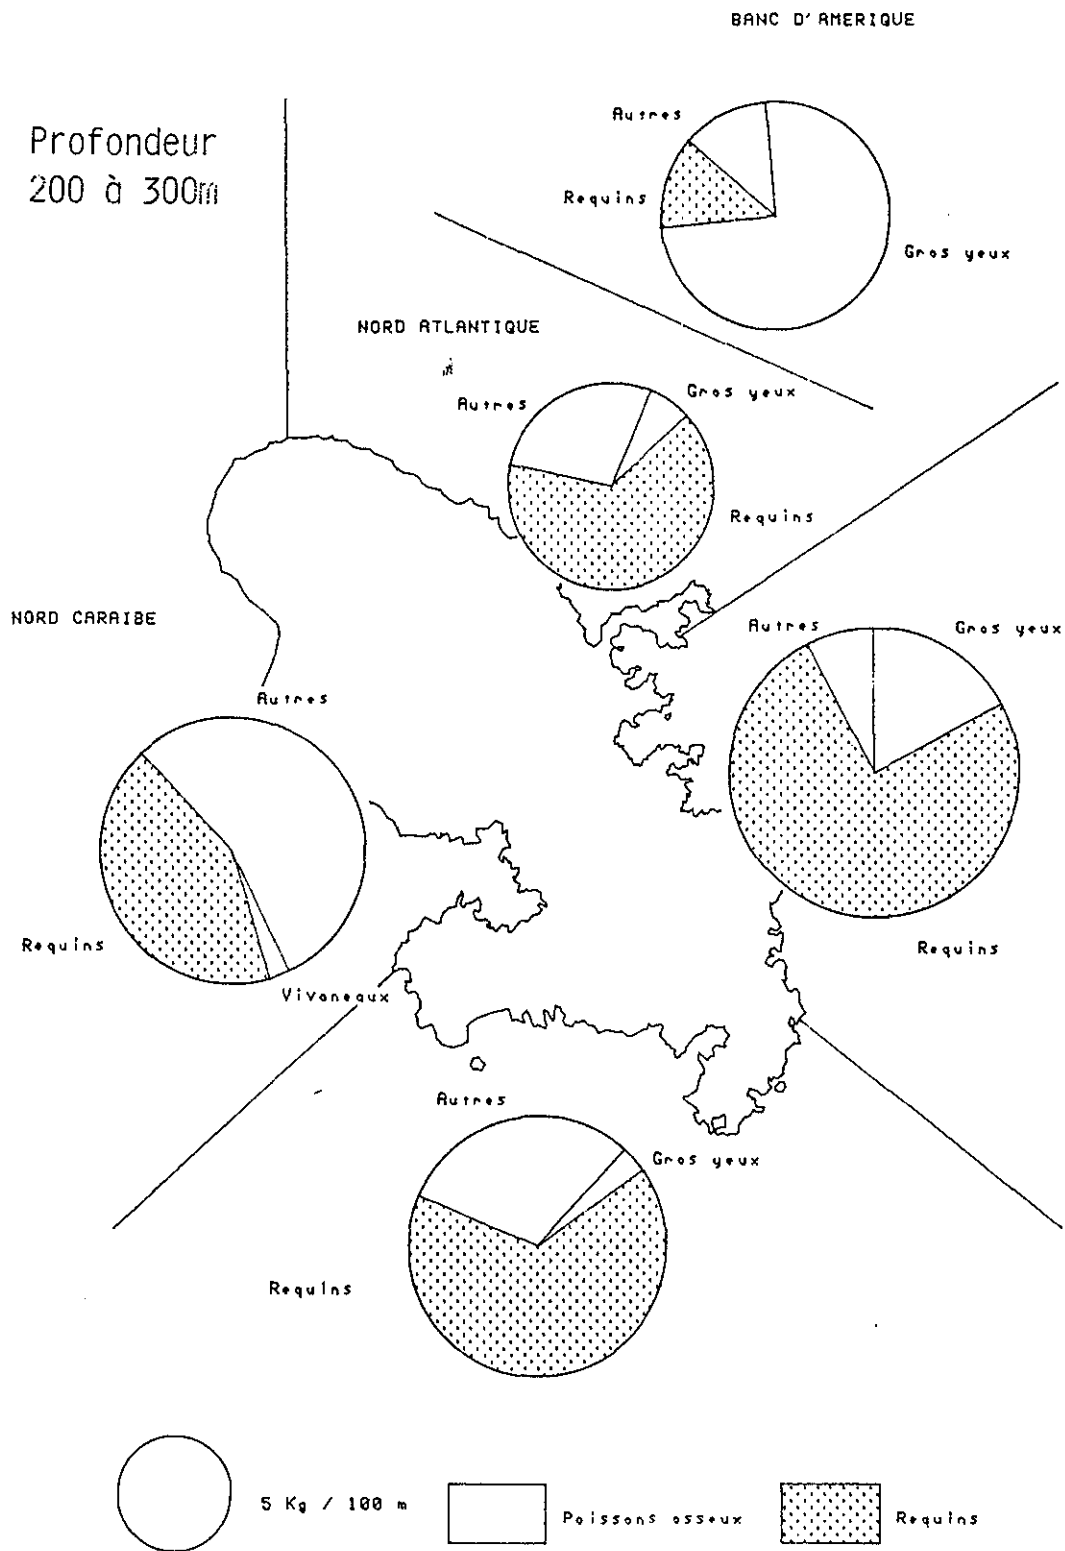 BANC D'AMERIQUE
Profondeur
200 à 300m
Autres
Requins
Gros yeux
NORD ATLANTIQUE
Autres
Gros yeux
Requins
NORD CARAIBE
Autres
Gros yeux
Autres
Requins
Requins
Vivaneaux
Autres
Gros yeux
Requins
5 Kg / 100 m
Poissons osseux
Requins